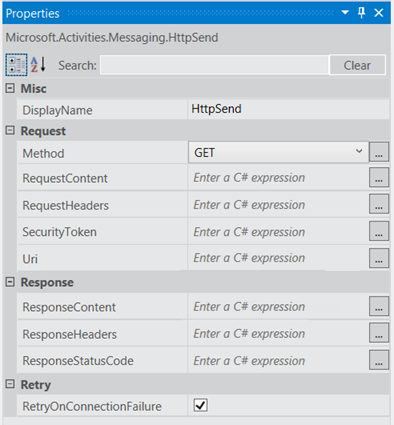 Properties
Microsoft.Activities.Messaging.HttpSend
A Z Search: Clear
Misc
DisplayName HttpSend
Request
Method GET ...
RequestContent Enter a C# expression ...
RequestHeaders Enter a C# expression ...
SecurityToken Enter a C# expression ...
Uri Enter a C# expression ...
Response
ResponseContent Enter a C# expression ...
ResponseHeaders Enter a C# expression ...
ResponseStatusCode Enter a C# expression ...
Retry
RetryOnConnectionFailure